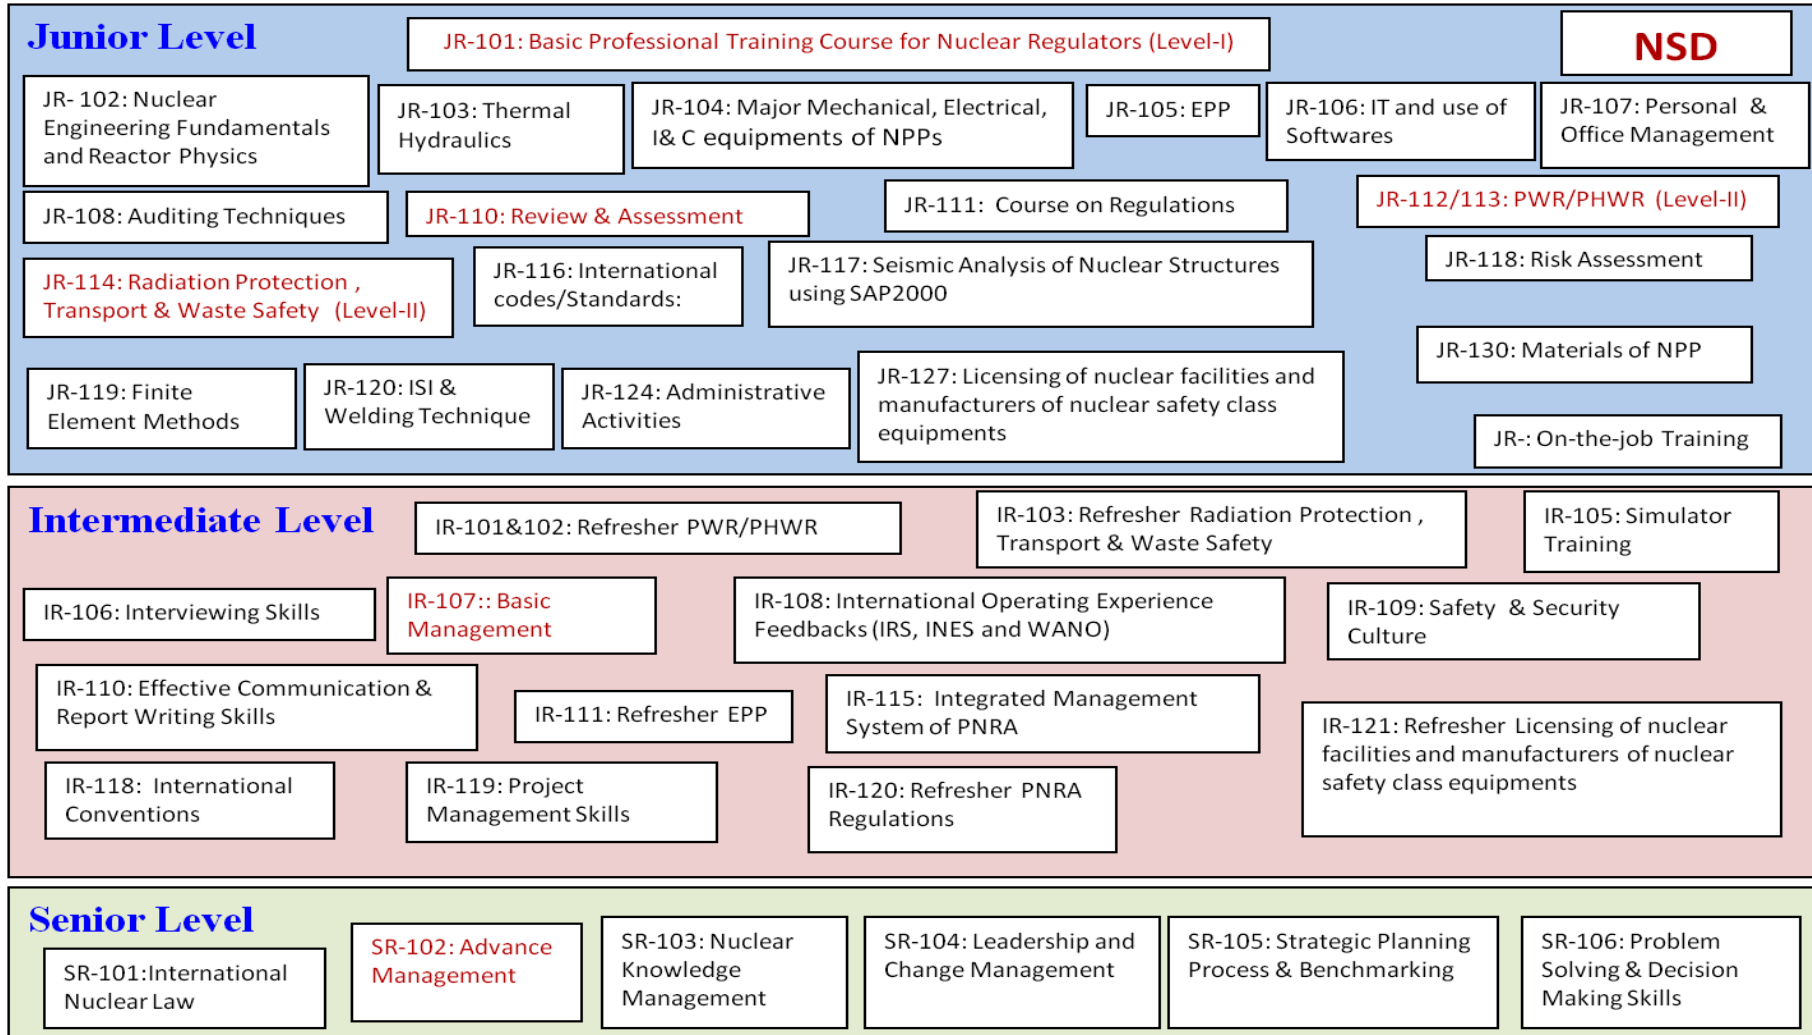 Junior Level
JR-101: Basic Professional Training Course for Nuclear Regulators (Level-I)
NSD
JR- 102: Nuclear
Engineering Fundamentals
and Reactor Physics
JR-103: Thermal
Hydraulics
JR-104: Major Mechanical, Electrical,
I& C equipments of NPPs
JR-105: EPP
JR-106: IT and use of
Softwares
JR-107: Personal &
Office Management
JR-108: Auditing Techniques
JR-110: Review & Assessment
JR-111: Course on Regulations
JR-112/113: PWR/PHWR (Level-II)
JR-114: Radiation Protection ,
Transport & Waste Safety (Level-II)
JR-116: International
codes/Standards:
JR-117: Seismic Analysis of Nuclear Structures
using SAP2000
JR-118: Risk Assessment
JR-130: Materials of NPP
JR-119: Finite
Element Methods
JR-120: ISI &
Welding Technique
JR-124: Administrative
Activities
JR-127: Licensing of nuclear facilities and
manufacturers of nuclear safety class
equipments
JR-: On-the-job Training
Intermediate Level
IR-101&102: Refresher PWR/PHWR
IR-103: Refresher Radiation Protection ,
Transport & Waste Safety
IR-105: Simulator
Training
IR-106: Interviewing Skills
IR-107:: Basic
Management
IR-108: International Operating Experience
Feedbacks (IRS, INES and WANO)
IR-109: Safety & Security
Culture
IR-110: Effective Communication &
Report Writing Skills
IR-111: Refresher EPP
IR-115: Integrated Management
System of PNRA
IR-121: Refresher Licensing of nuclear
facilities and manufacturers of nuclear
safety class equipments
IR-118: International
Conventions
IR-119: Project
Management Skills
IR-120: Refresher PNRA
Regulations
Senior Level
SR-101:International
Nuclear Law
SR-102: Advance
Management
SR-103: Nuclear
Knowledge
Management
SR-104: Leadership and
Change Management
SR-105: Strategic Planning
Process & Benchmarking
SR-106: Problem
Solving & Decision
Making Skills